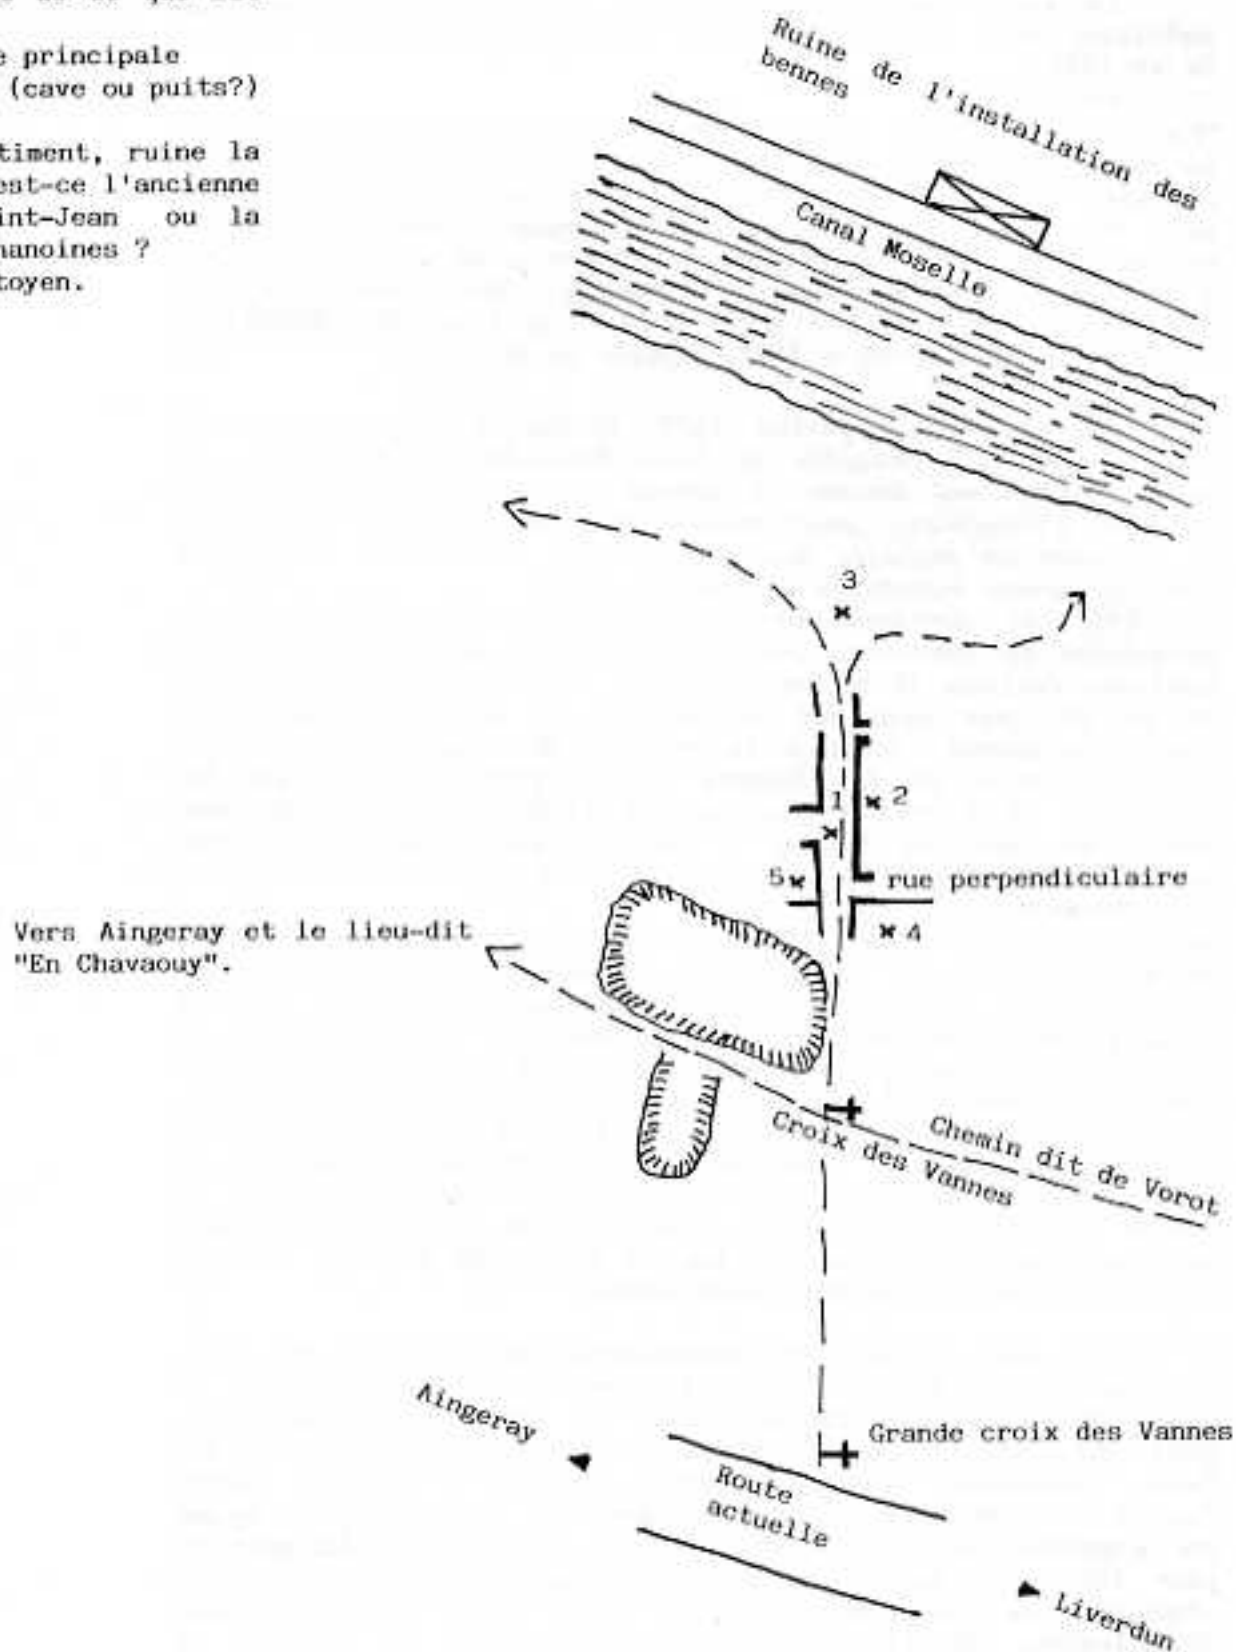 e principale
(cave ou puits?)
timent, ruine la
est-ce l'ancienne
int-Jean ou la
hanoines ?
toyen.
Ruine de l'installation des
bennes
Canal Moselle
3
1
2
5
rue perpendiculaire
4
Vers Aingeray et le lieu-dit
"En Chavaouy".
Croix des Vannes
Chemin dit de Vorot
Grande croix des Vannes
Aingeray
Route
actuelle
Liverdun